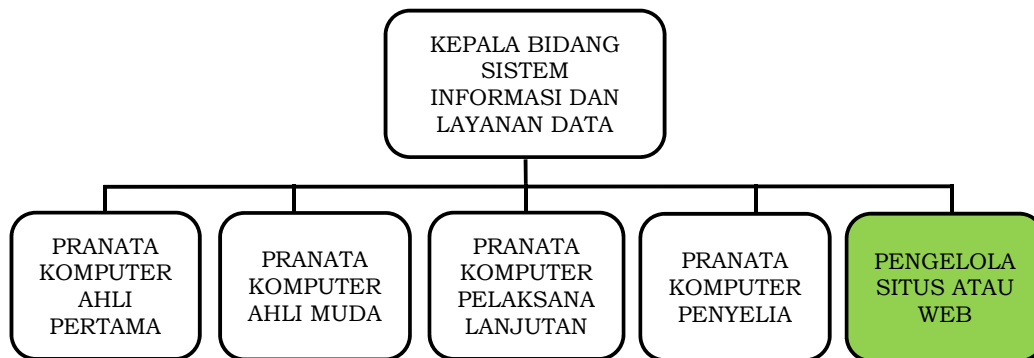 KEPALA BIDANG
SISTEM
INFORMASI DAN
LAYANAN DATA
PRANATA
KOMPUTER
AHLI
PERTAMA
PRANATA
KOMPUTER
AHLI MUDA
PRANATA
KOMPUTER
PELAKSANA
LANJUTAN
PRANATA
KOMPUTER
PENYELIA
PENGELOLA
SITUS ATAU
WEB